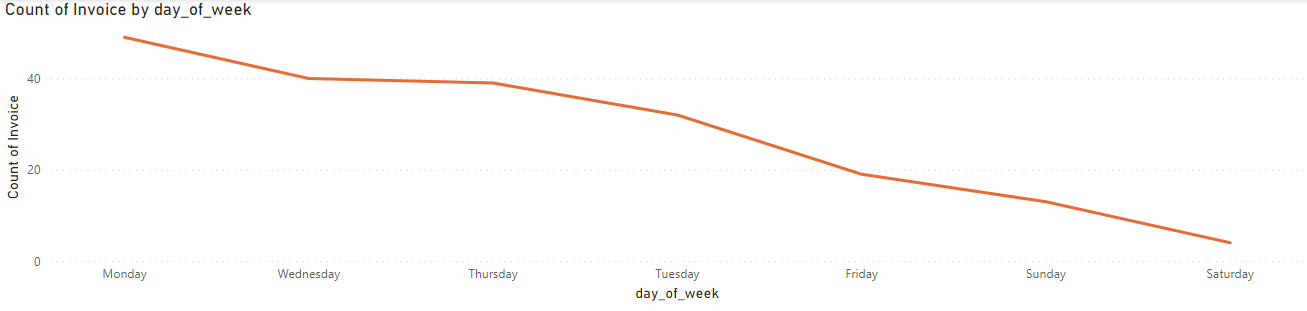 Count of Invoice by day_of_week
Count of Invoice
40
20
0
Monday Wednesday Thursday Tuesday Friday Sunday Saturday
day_of_week